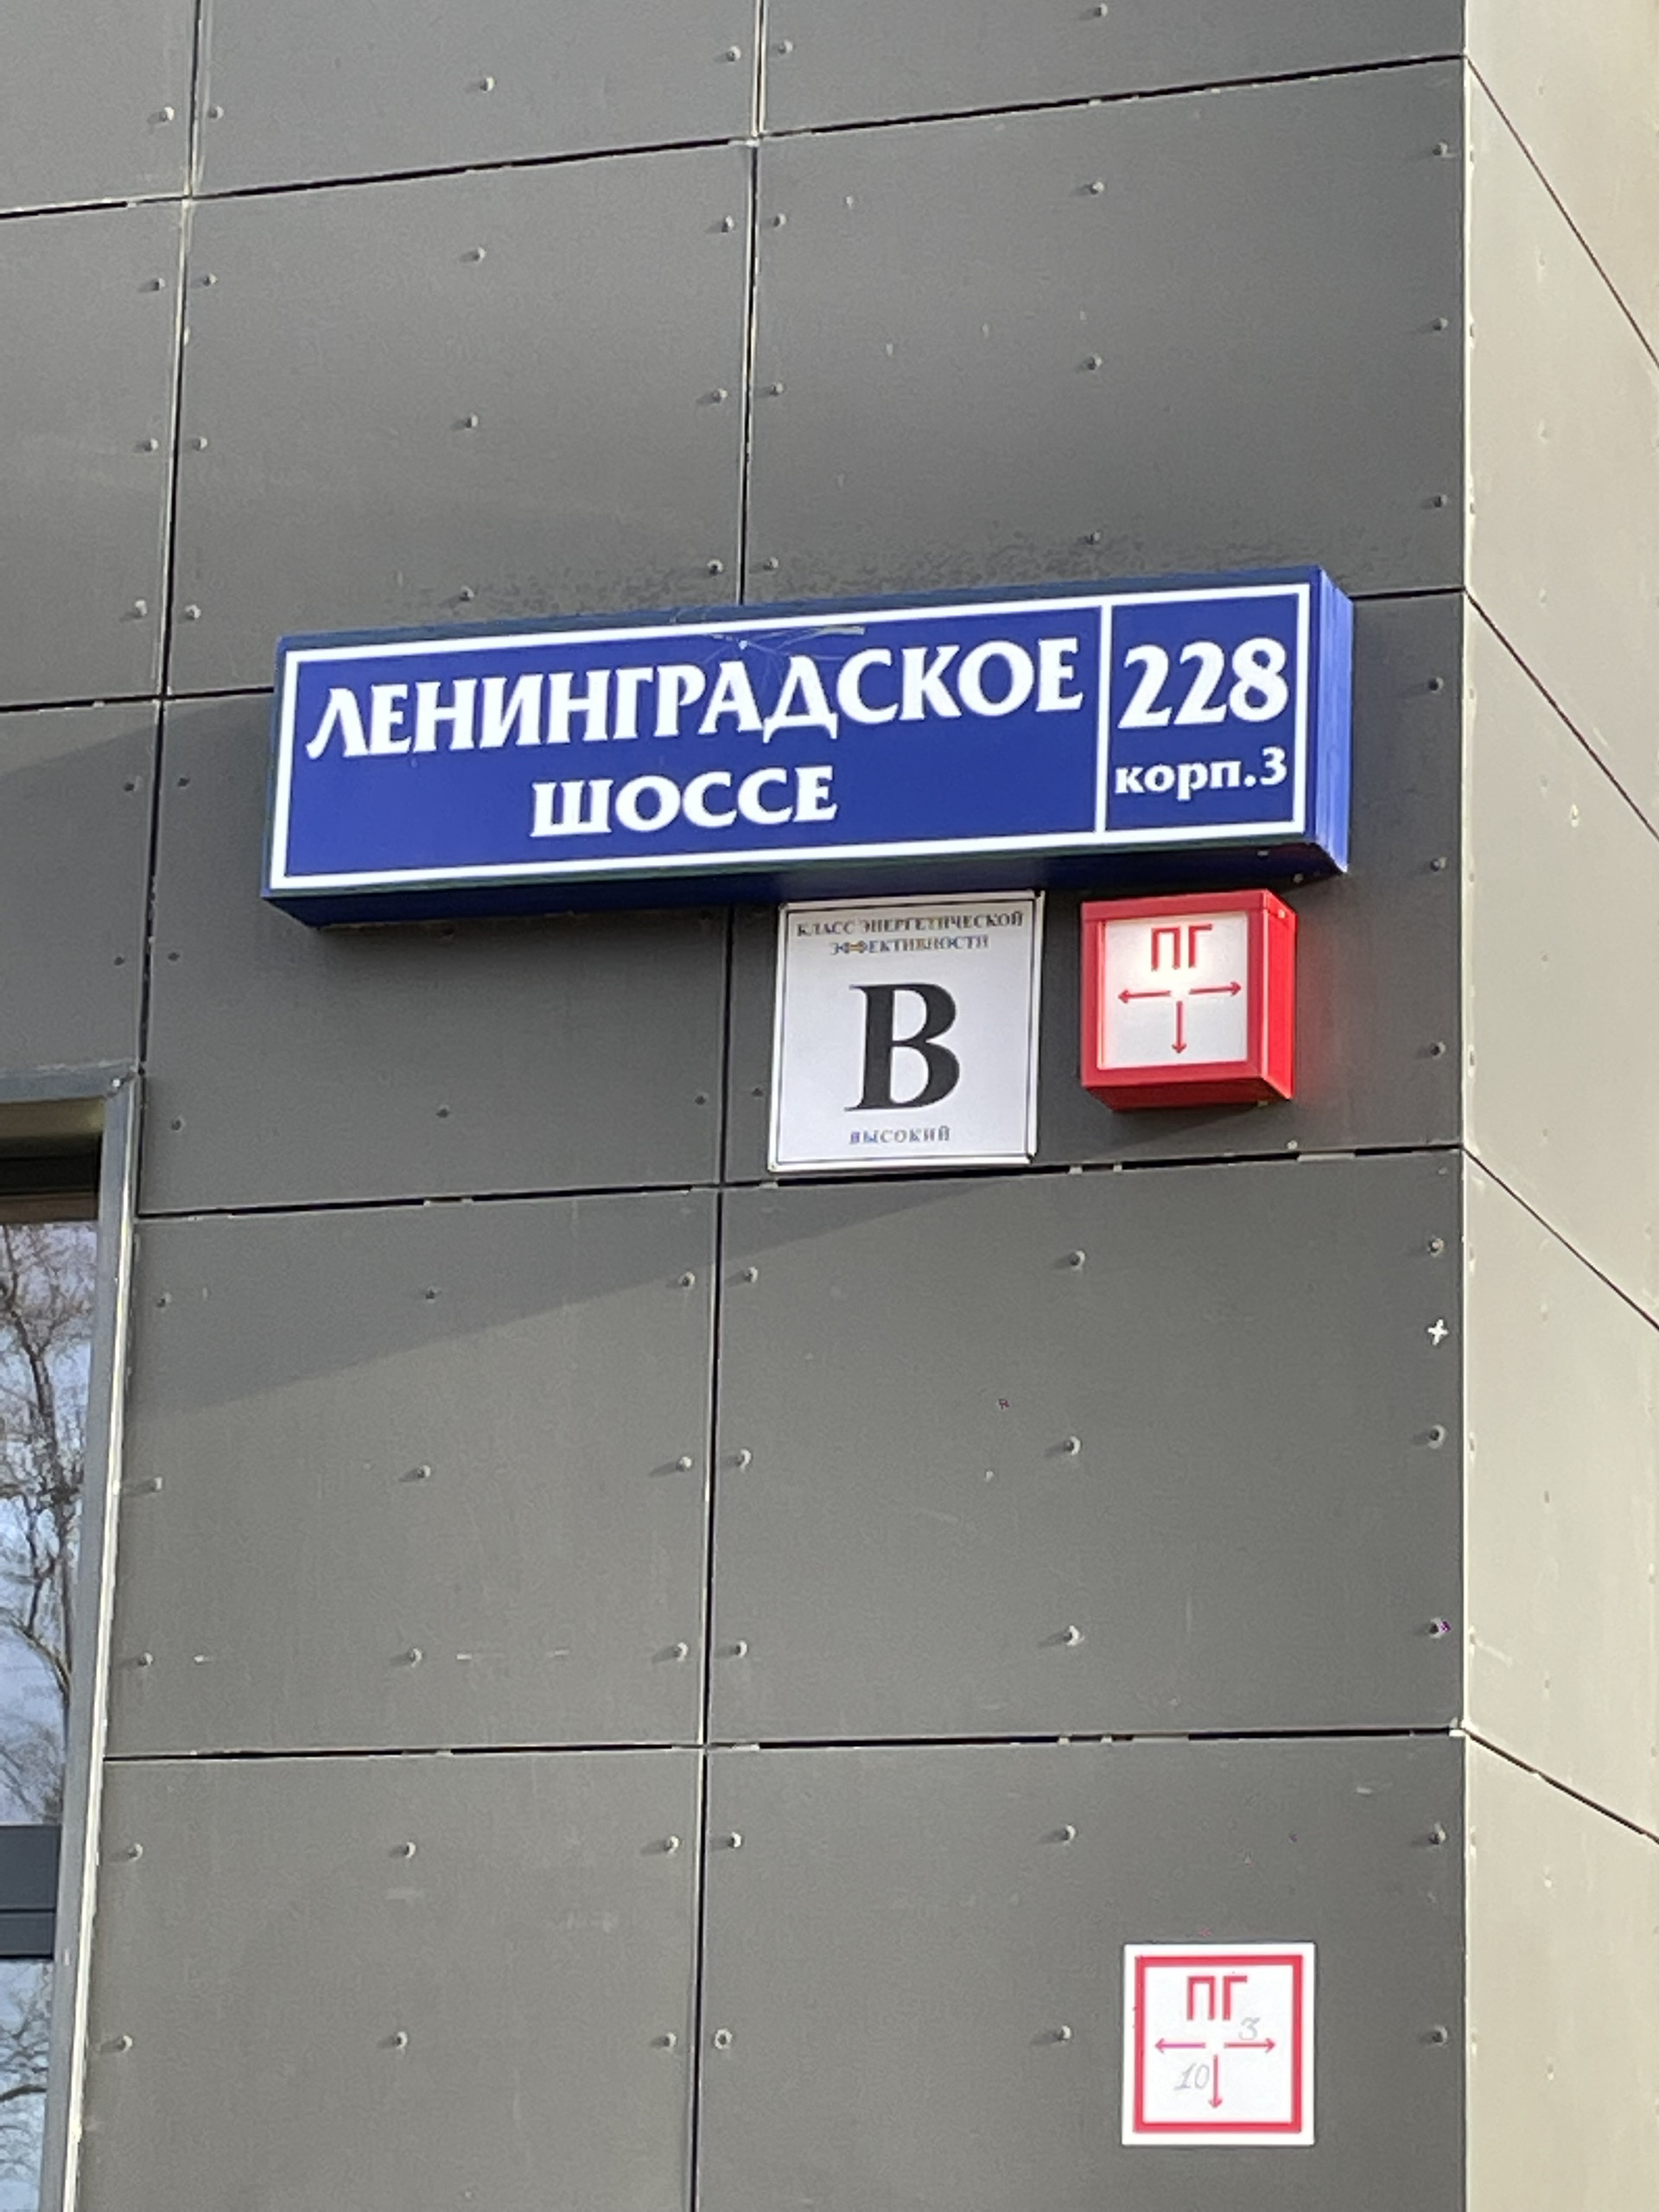 ЛЕНИНГРАДСКОЕ
ШОССЕ
228
корп.3
КЛАСС ЭНЕРГЕТИЧЕСКОЙ
ЭФФЕКТИВНОСТИ
B
ВЫСОКИЙ
ПГ
ПГ
3
10